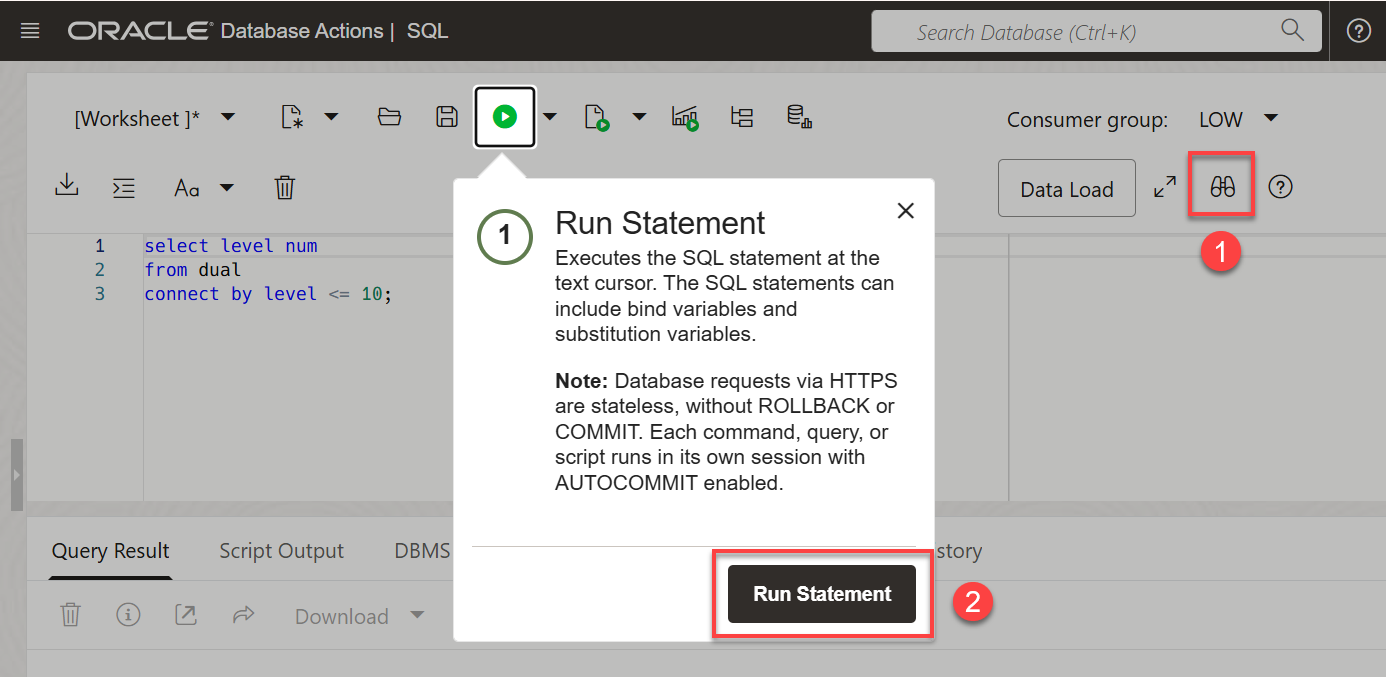 ORACLE Database Actions | SQL
Search Database (Ctrl+K)
[Worksheet ]*
Consumer group: LOW
Aa
Data Load
1
1 select level num
2 from dual
3 connect by level <= 10;
1
Run Statement
Executes the SQL statement at the
text cursor. The SQL statements can
include bind variables and
substitution variables.
Note: Database requests via HTTPS
are stateless, without ROLLBACK or
COMMIT. Each command, query, or
script runs in its own session with
AUTOCOMMIT enabled.
Run Statement
2
Query Result
Script Output
DBMS
story
Download